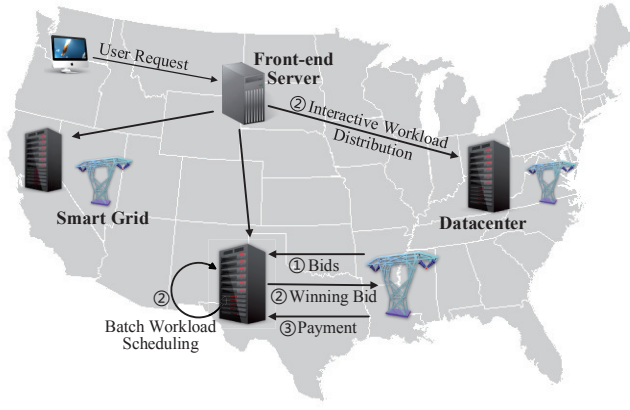 User Request
Front-end
Server
② Interactive Workload
Distribution
Smart Grid
Datacenter
① Bids
②
② Winning Bid
Batch Workload
Scheduling
③ Payment